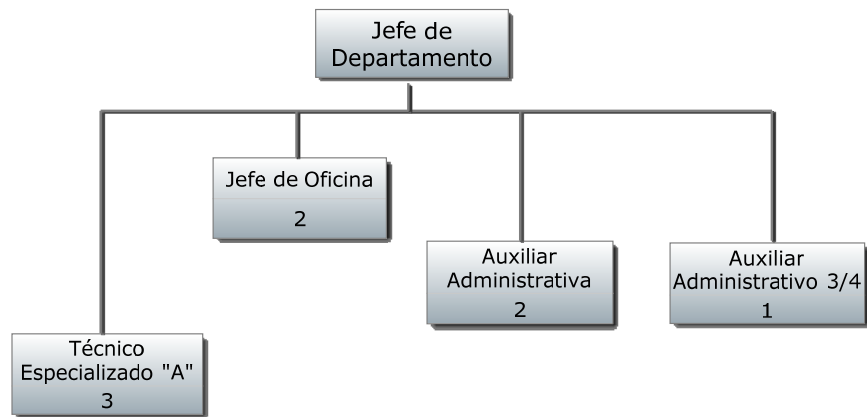 Jefe de
Departamento
Jefe de Oficina
2
Auxiliar
Administrativa
2
Auxiliar
Administrativo 3/4
1
Técnico
Especializado "A"
3